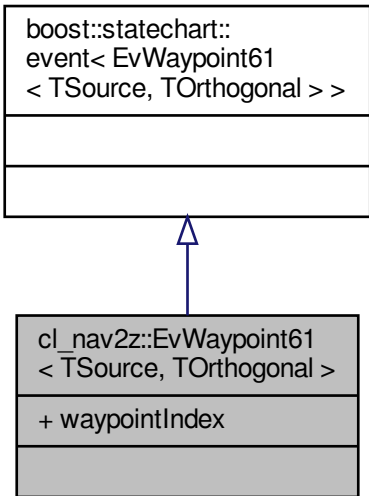 boost::statechart::
event< EvWaypoint61
< TSource, TOrthogonal > >
cl_nav2z::EvWaypoint61
< TSource, TOrthogonal >
+ waypointIndex